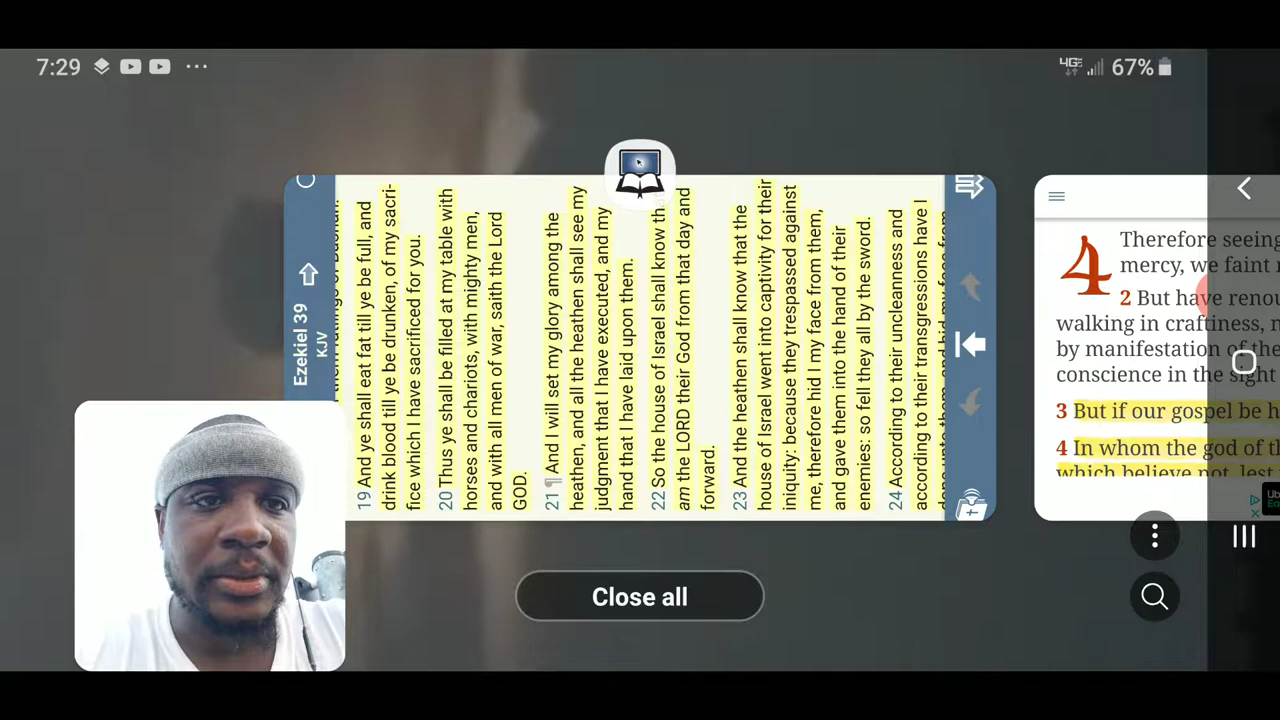 7:29
4GE 67%
Ezekiel 39
KJV
19 And ye shall eat fat till ye be full, and
drink blood till ye be drunken, of my sacri-
fice which I have sacrificed for you.
20 Thus ye shall be filled at my table with
horses and chariots, with mighty men,
and with all men of war, saith the Lord
GOD.
21 ¶ And I will set my glory among the
heathen, and all the heathen shall see my
judgment that I have executed, and my
hand that I have laid upon them.
22 So the house of Israel shall know th
am the LORD their God from that day and
forward.
23 And the heathen shall know that the
house of Israel went into captivity for their
iniquity: because they trespassed against
me, therefore hid I my face from them,
and gave them into the hand of their
enemies: so fell they all by the sword.
24 According to their uncleanness and
according to their transgressions have I
4 Therefore seeing
mercy, we faint
2 But have reno
walking in craftiness,
by manifestation of the
conscience in the sight
3 But if our gospel be h
4 In whom the god of t
which believe not, lest
Close all